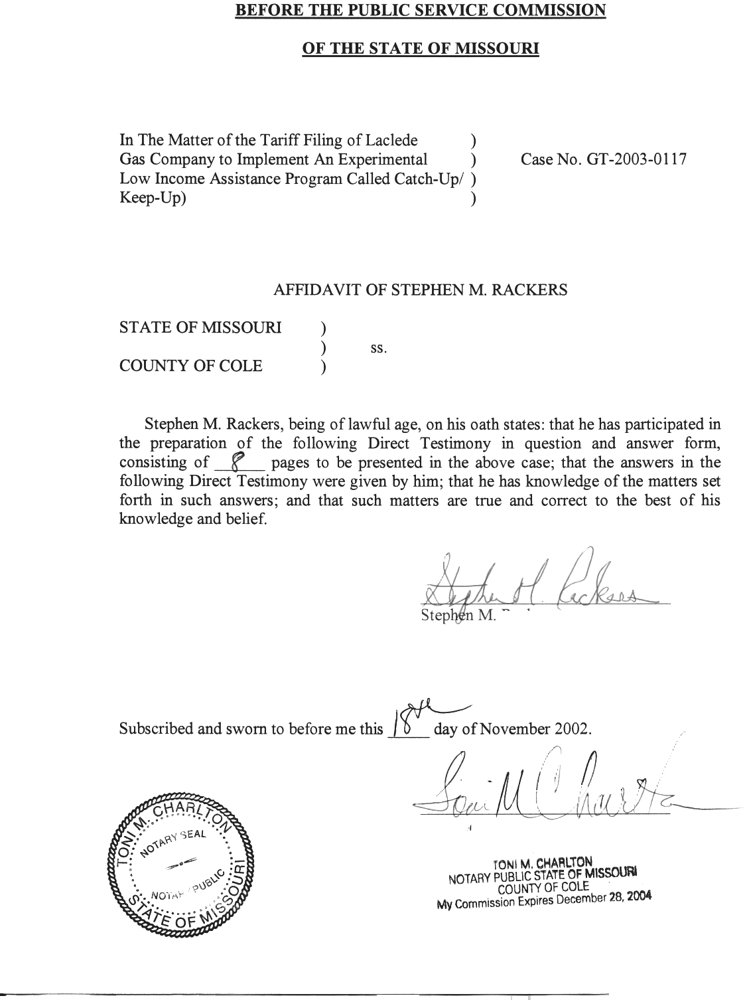 BEFORE THE PUBLIC SERVICE COMMISSION
OF THE STATE OF MISSOURI
In The Matter of the Tariff Filing of Laclede )
Gas Company to Implement An Experimental ) Case No. GT-2003-0117
Low Income Assistance Program Called Catch-Up/ )
Keep-Up) )
AFFIDAVIT OF STEPHEN M. RACKERS
STATE OF MISSOURI )
) ss.
COUNTY OF COLE )
Stephen M. Rackers, being of lawful age, on his oath states: that he has participated in
the preparation of the following Direct Testimony in question and answer form,
consisting of 8 pages to be presented in the above case; that the answers in the
following Direct Testimony were given by him; that he has knowledge of the matters set
forth in such answers; and that such matters are true and correct to the best of his
knowledge and belief.
Stephen M. Rackers
Stephen M.
Subscribed and sworn to before me this 18th day of November 2002.
Toni M Charlton
TONI M. CHARLTON
NOTARY SEAL
NOTARY PUBLIC
STATE OF MISSOURI
TONI M. CHARLTON
NOTARY PUBLIC STATE OF MISSOURI
COUNTY OF COLE
My Commission Expires December 28, 2004